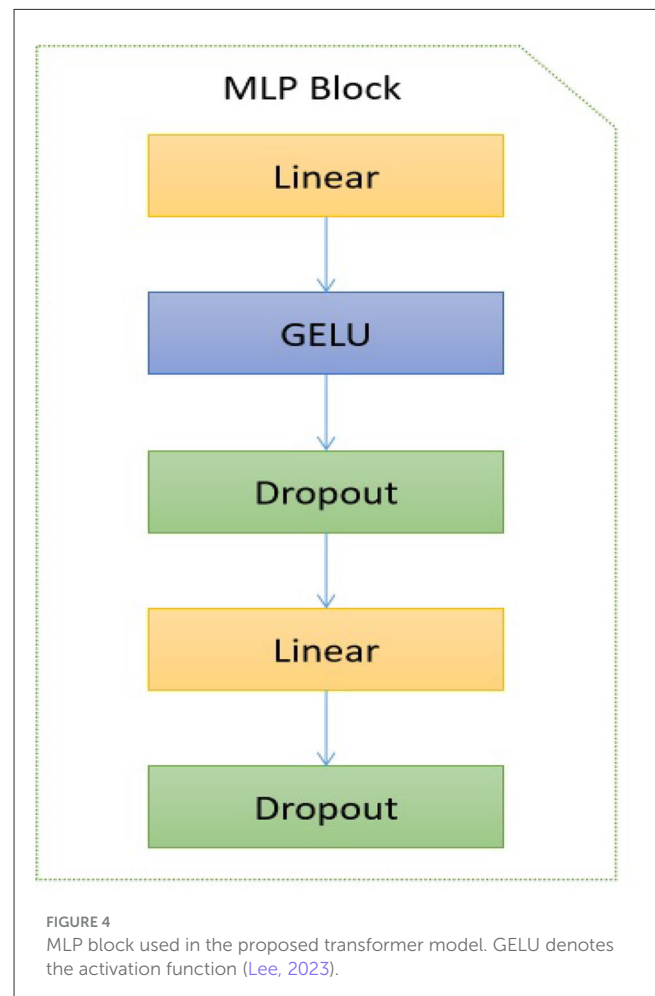 MLP Block
Linear
GELU
Dropout
Linear
Dropout
FIGURE 4
MLP block used in the proposed transformer model. GELU denotes
the activation function (Lee, 2023).